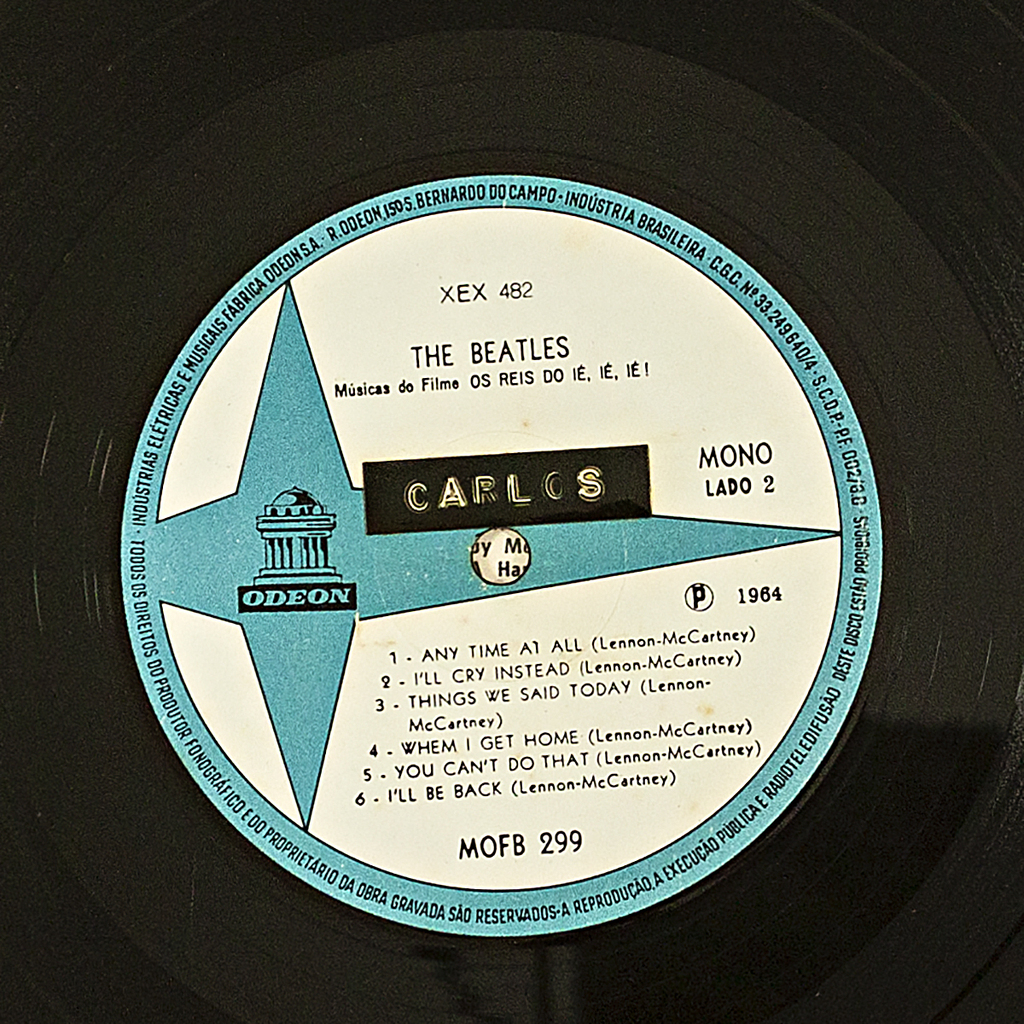 INDÚSTRIAS ELÉTRICAS E MUSICAIS FÁBRICA ODEON S.A. · R. ODEON, 150 S. BERNARDO DO CAMPO - INDÚSTRIA BRASILEIRA · C.G.C. Nº 33.249.640/4 · S.C.D.P.-P.F. 002/
XEX 482
THE BEATLES
Músicas do Filme OS REIS DO IÉ, IÉ, IÉ!
MONO
LADO 2
CARLOS
ODEON
P 1964
1 - ANY TIME AT ALL (Lennon-McCartney)
2 - I'LL CRY INSTEAD (Lennon-McCartney)
3 - THINGS WE SAID TODAY (Lennon-
McCartney)
4 - WHEM I GET HOME (Lennon-McCartney)
5 - YOU CAN'T DO THAT (Lennon-McCartney)
6 - I'LL BE BACK (Lennon-McCartney)
MOFB 299
TODOS OS DIREITOS DO PRODUTOR FONOGRÁFICO E DO PROPRIETÁRIO DA OBRA GRAVADA SÃO RESERVADOS-A REPRODUÇÃO, A EXECUÇÃO PÚBLICA E RADIOTELEDIFUSÃO DESTE DISCO ESTÃO PROIBIDAS